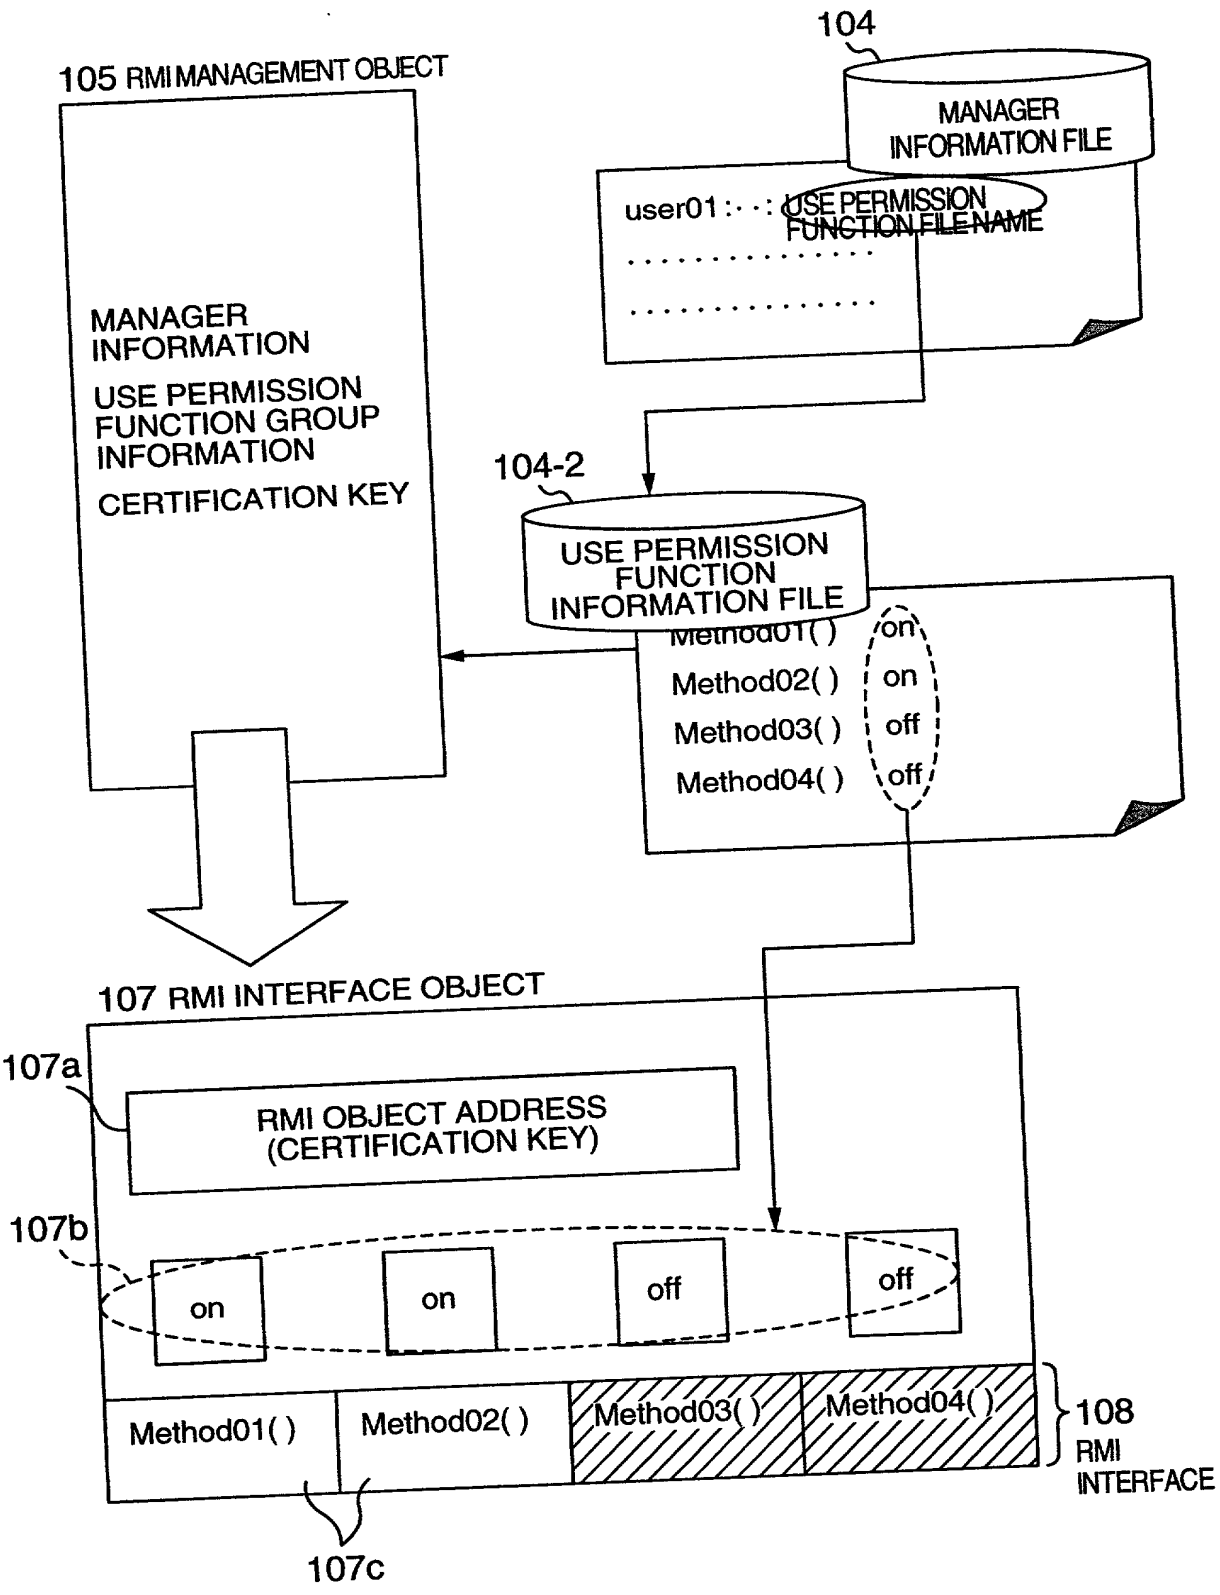 104
105 RMI MANAGEMENT OBJECT
MANAGER
INFORMATION FILE
user01:··: USE PERMISSION
FUNCTION FILE NAME
...............
...............
MANAGER
INFORMATION
USE PERMISSION
FUNCTION GROUP
INFORMATION
CERTIFICATION KEY
104-2
USE PERMISSION
FUNCTION
INFORMATION FILE
Method01( ) on
Method02( ) on
Method03( ) off
Method04( ) off
107 RMI INTERFACE OBJECT
107a
RMI OBJECT ADDRESS
(CERTIFICATION KEY)
107b
on on off off
Method01( ) Method02( ) Method03( ) Method04( )
108
RMI
INTERFACE
107c